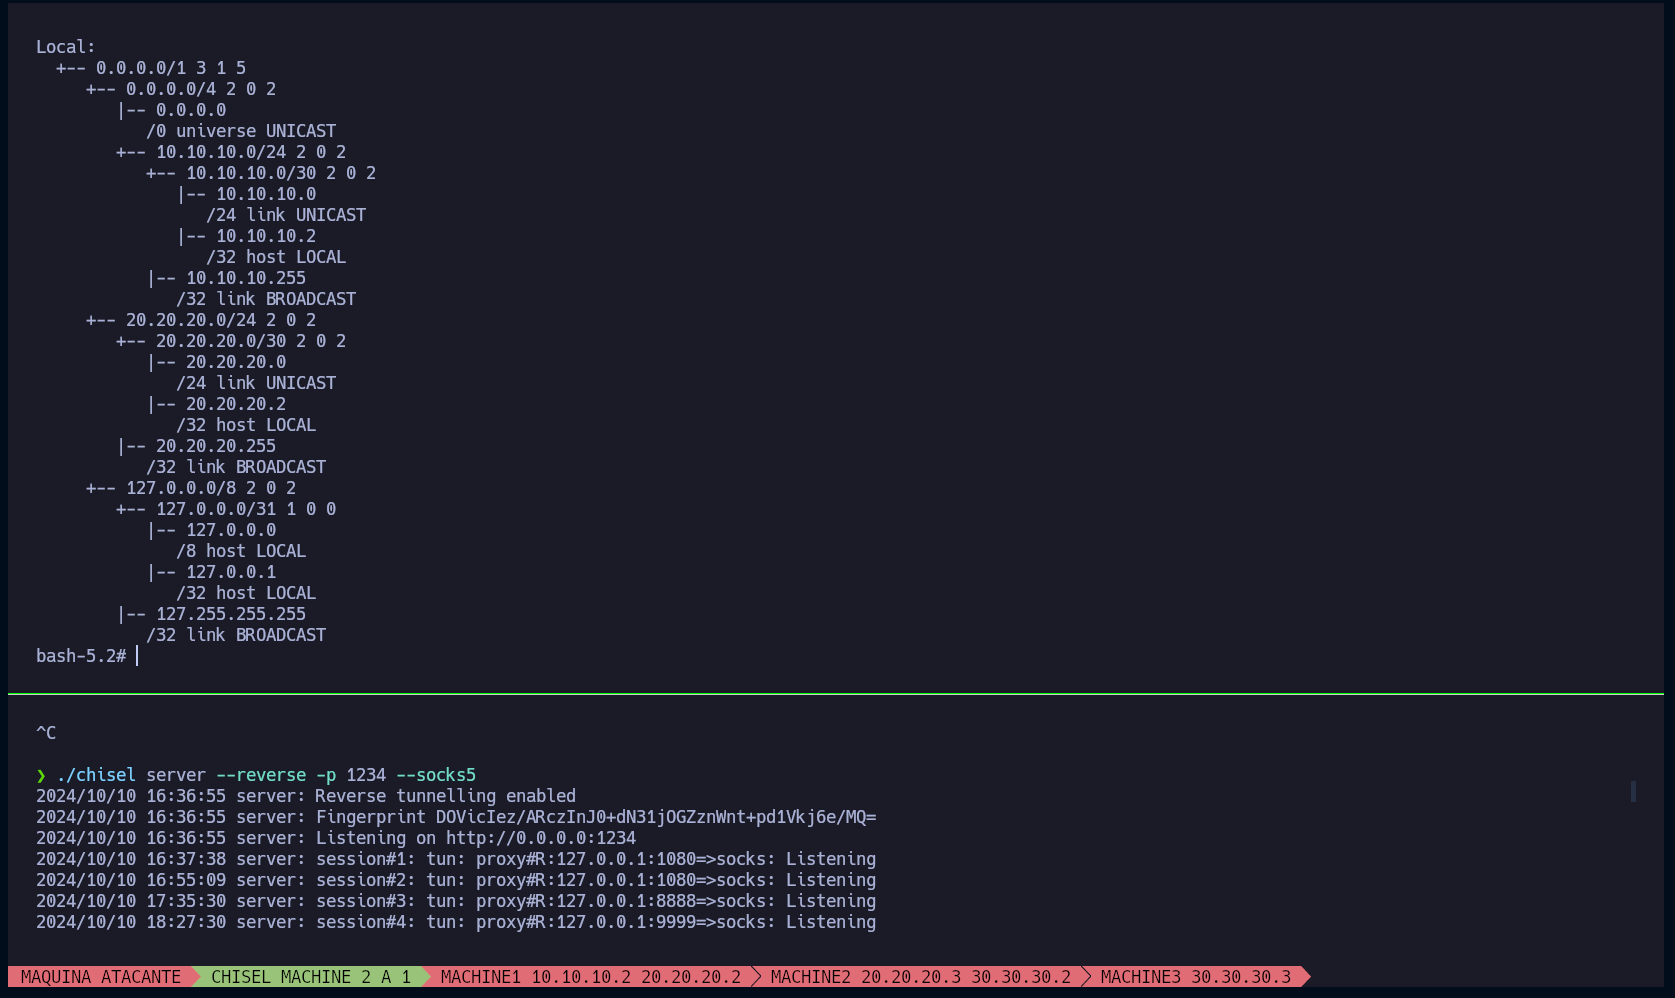 Local:
+-- 0.0.0.0/1 3 1 5
+-- 0.0.0.0/4 2 0 2
|-- 0.0.0.0
/0 universe UNICAST
+-- 10.10.10.0/24 2 0 2
+-- 10.10.10.0/30 2 0 2
|-- 10.10.10.0
/24 link UNICAST
|-- 10.10.10.2
/32 host LOCAL
|-- 10.10.10.255
/32 link BROADCAST
+-- 20.20.20.0/24 2 0 2
+-- 20.20.20.0/30 2 0 2
|-- 20.20.20.0
/24 link UNICAST
|-- 20.20.20.2
/32 host LOCAL
|-- 20.20.20.255
/32 link BROADCAST
+-- 127.0.0.0/8 2 0 2
+-- 127.0.0.0/31 1 0 0
|-- 127.0.0.0
/8 host LOCAL
|-- 127.0.0.1
/32 host LOCAL
|-- 127.255.255.255
/32 link BROADCAST
bash-5.2#
^C
❯ ./chisel server --reverse -p 1234 --socks5
2024/10/10 16:36:55 server: Reverse tunnelling enabled
2024/10/10 16:36:55 server: Fingerprint DOVicIez/ARczInJ0+dN31jOGZznWnt+pd1Vkj6e/MQ=
2024/10/10 16:36:55 server: Listening on http://0.0.0.0:1234
2024/10/10 16:37:38 server: session#1: tun: proxy#R:127.0.0.1:1080=>socks: Listening
2024/10/10 16:55:09 server: session#2: tun: proxy#R:127.0.0.1:1080=>socks: Listening
2024/10/10 17:35:30 server: session#3: tun: proxy#R:127.0.0.1:8888=>socks: Listening
2024/10/10 18:27:30 server: session#4: tun: proxy#R:127.0.0.1:9999=>socks: Listening
MAQUINA ATACANTE CHISEL MACHINE 2 A 1 MACHINE1 10.10.10.2 20.20.20.2 MACHINE2 20.20.20.3 30.30.30.2 MACHINE3 30.30.30.3